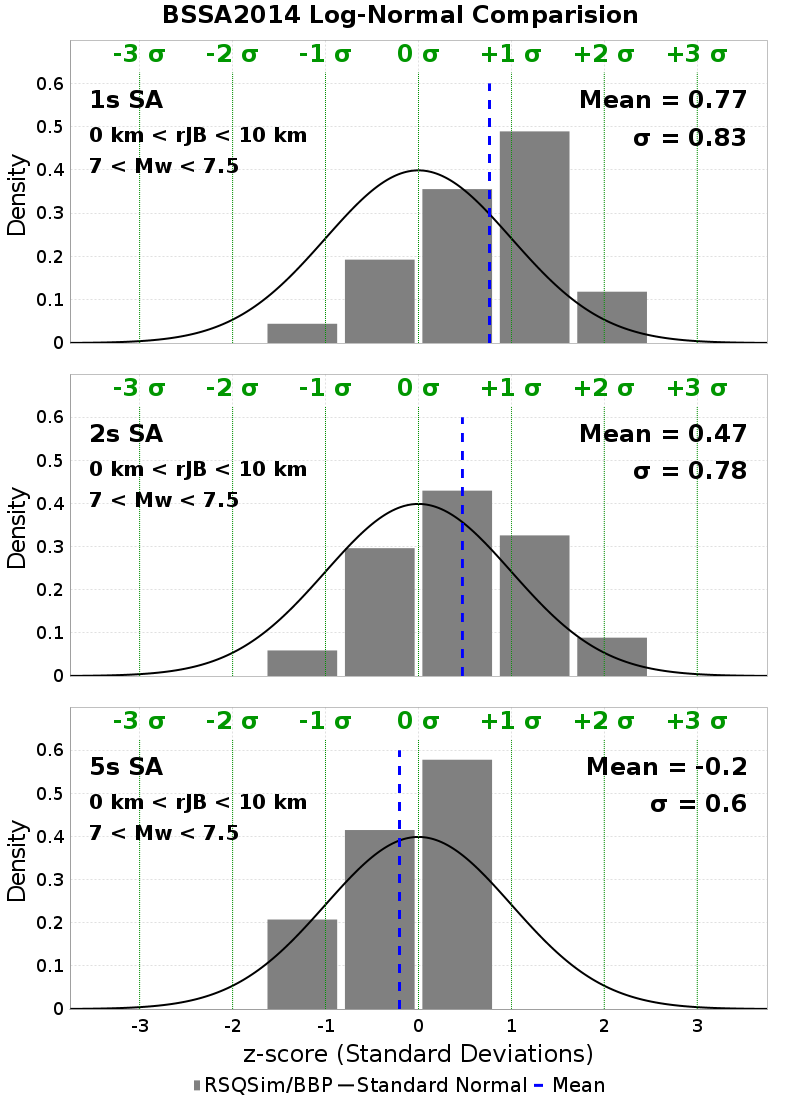 BSSA2014 Log-Normal Comparision
-3 σ -2 σ -1 σ 0 σ +1 σ +2 σ +3 σ
1s SA
0 km < rJB < 10 km
7 < Mw < 7.5
Mean = 0.77
σ = 0.83
Density
0.6
0.5
0.4
0.3
0.2
0.1
0
-3 σ -2 σ -1 σ 0 σ +1 σ +2 σ +3 σ
2s SA
0 km < rJB < 10 km
7 < Mw < 7.5
Mean = 0.47
σ = 0.78
Density
0.6
0.5
0.4
0.3
0.2
0.1
0
-3 σ -2 σ -1 σ 0 σ +1 σ +2 σ +3 σ
5s SA
0 km < rJB < 10 km
7 < Mw < 7.5
Mean = -0.2
σ = 0.6
Density
0.6
0.5
0.4
0.3
0.2
0.1
0
-3 -2 -1 0 1 2 3
z-score (Standard Deviations)
RSQSim/BBP Standard Normal Mean